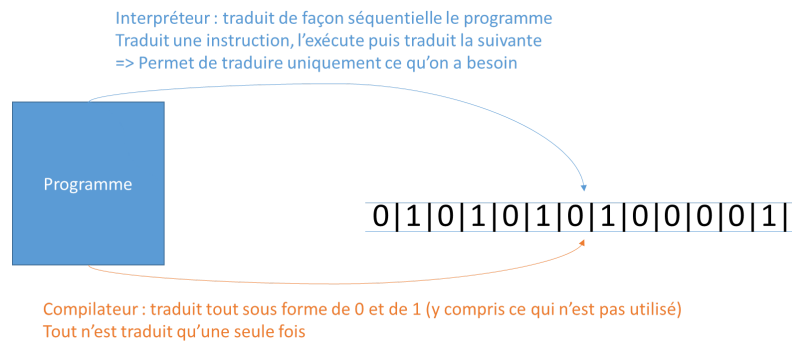 Interpréteur : traduit de façon séquentielle le programme
Traduit une instruction, l'exécute puis traduit la suivante
=> Permet de traduire uniquement ce qu'on a besoin
Programme
0|1|0|1|0|1|0|1|0|0|0|0|1|
Compilateur : traduit tout sous forme de 0 et de 1 (y compris ce qui n'est pas utilisé)
Tout n'est traduit qu'une seule fois